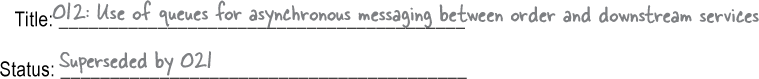 Title: 012: Use of queues for asynchronous messaging between order and downstream services
Status: Superseded by 021